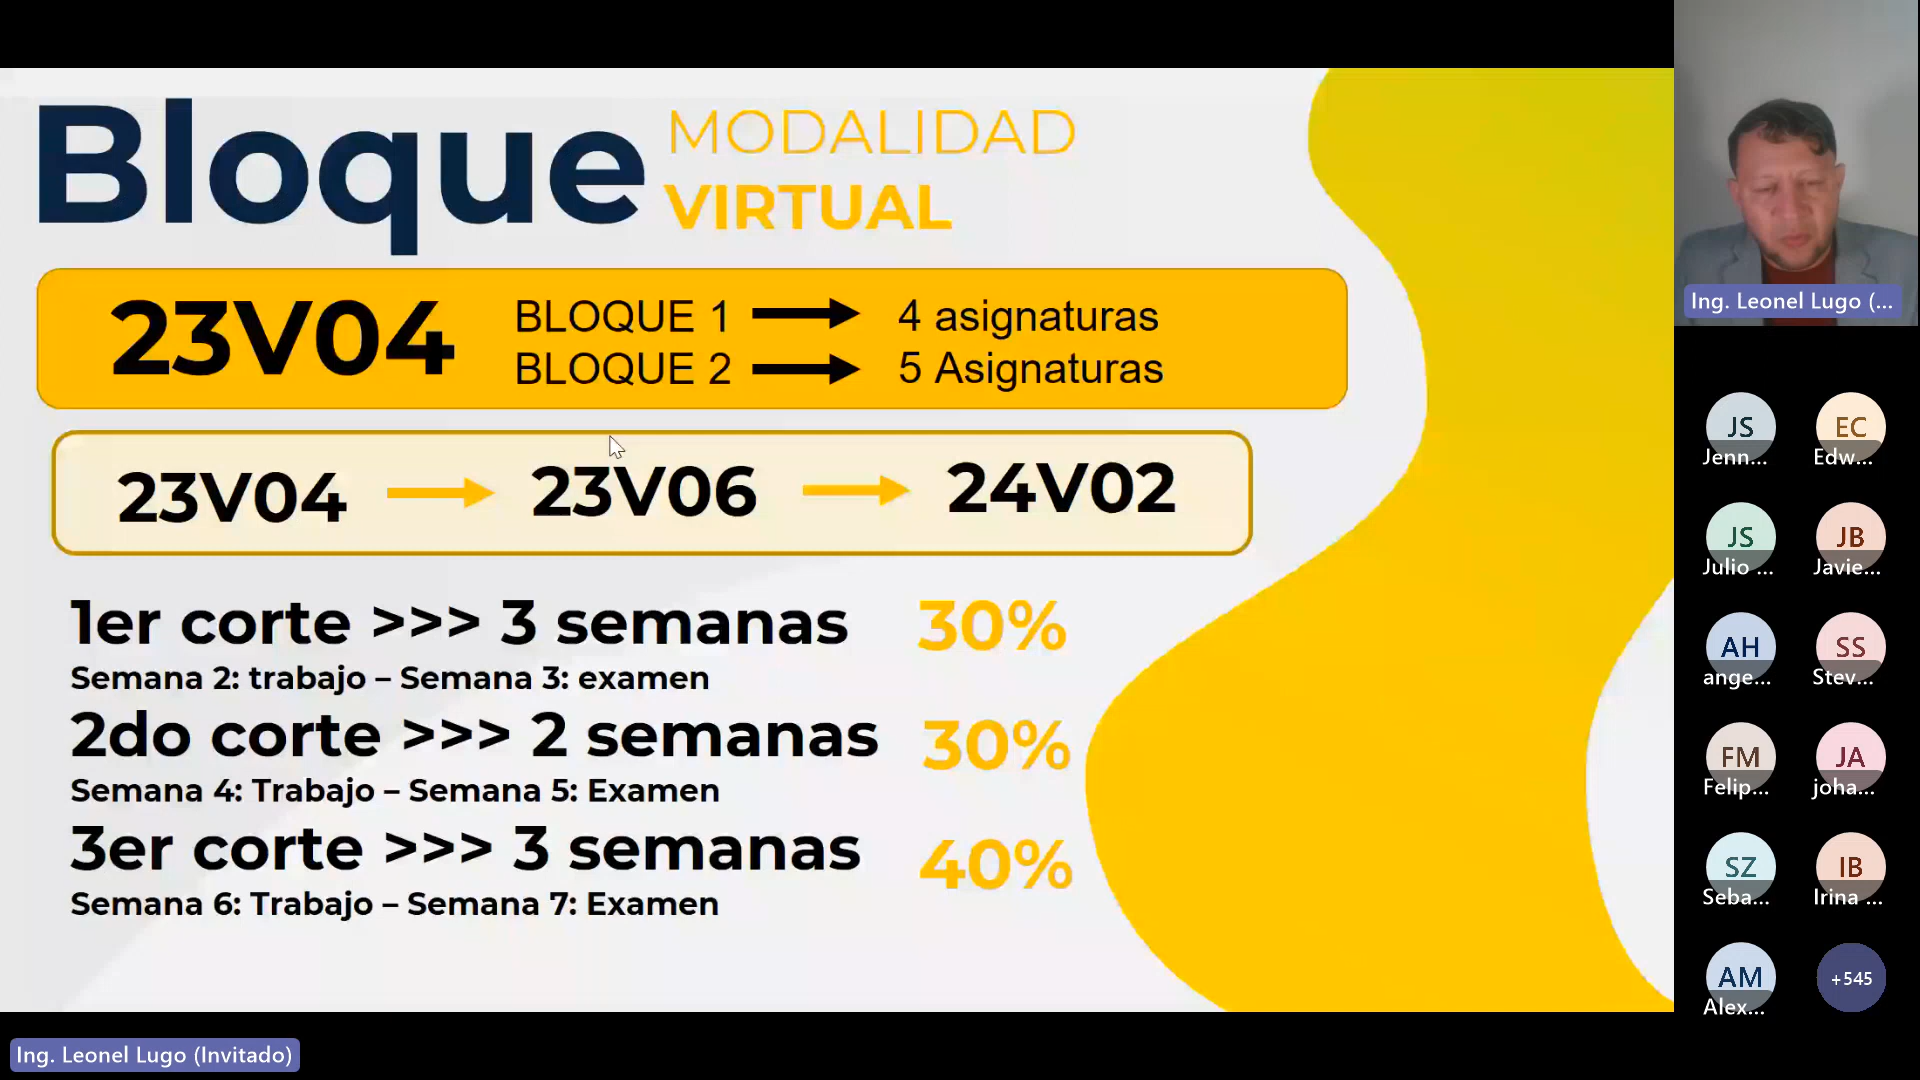 Bloque
MODALIDAD
VIRTUAL
23V04
BLOQUE 1 → 4 asignaturas
BLOQUE 2 → 5 Asignaturas
23V04 → 23V06 → 24V02
1er corte >>> 3 semanas 30%
Semana 2: trabajo – Semana 3: examen
2do corte >>> 2 semanas 30%
Semana 4: Trabajo – Semana 5: Examen
3er corte >>> 3 semanas 40%
Semana 6: Trabajo – Semana 7: Examen
Ing. Leonel Lugo (Invitado)
Ing. Leonel Lugo (...
JS EC
Jenn... Edw...
JS JB
Julio ... Javie...
AH SS
ange... Stev...
FM JA
Felip... joha...
SZ IB
Seba... Irina ...
AM +545
Alex...